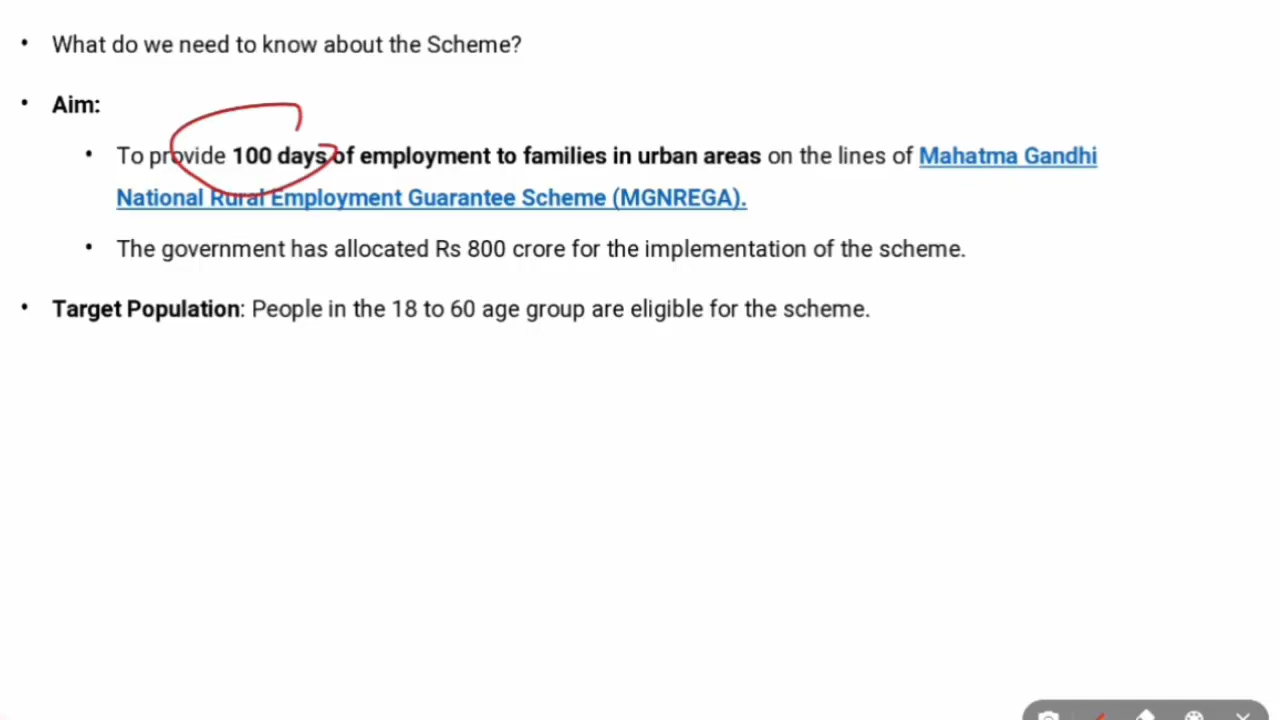 • What do we need to know about the Scheme?
• Aim:
• To provide 100 days of employment to families in urban areas on the lines of Mahatma Gandhi
National Rural Employment Guarantee Scheme (MGNREGA).
• The government has allocated Rs 800 crore for the implementation of the scheme.
• Target Population: People in the 18 to 60 age group are eligible for the scheme.